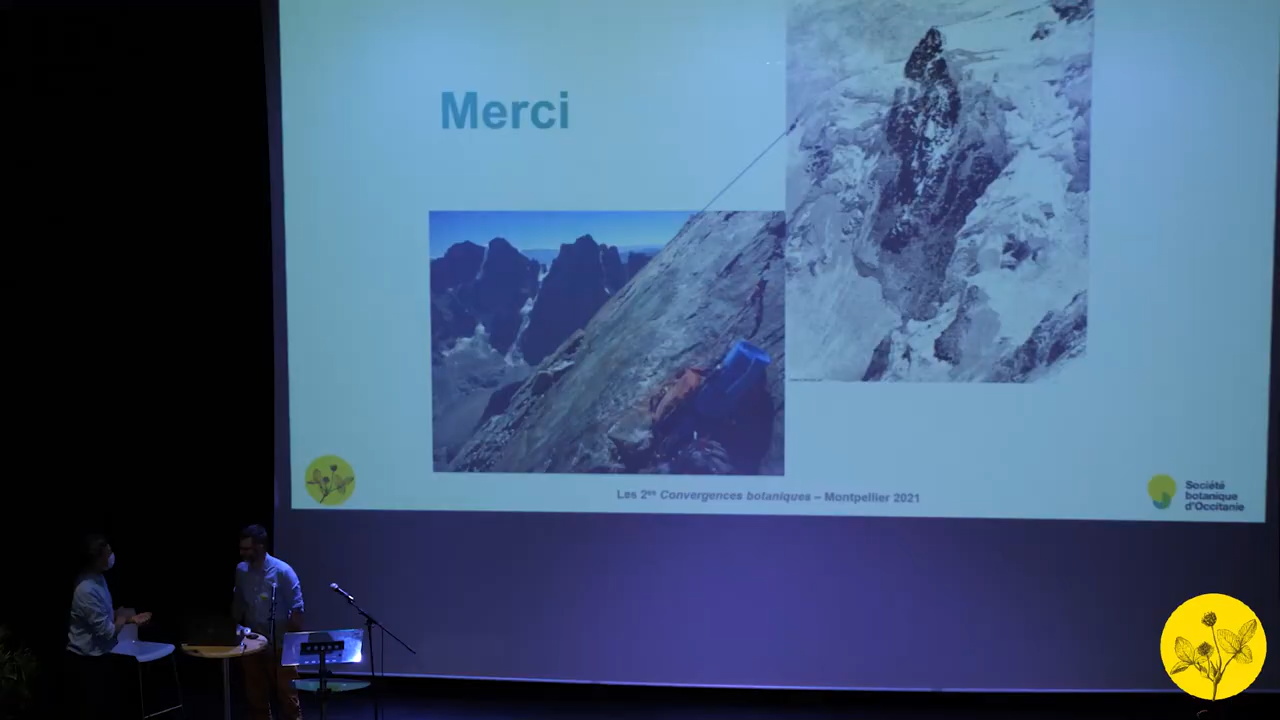 Merci
Les 2es Convergences botaniques – Montpellier 2021
Société
botanique
d'Occitanie